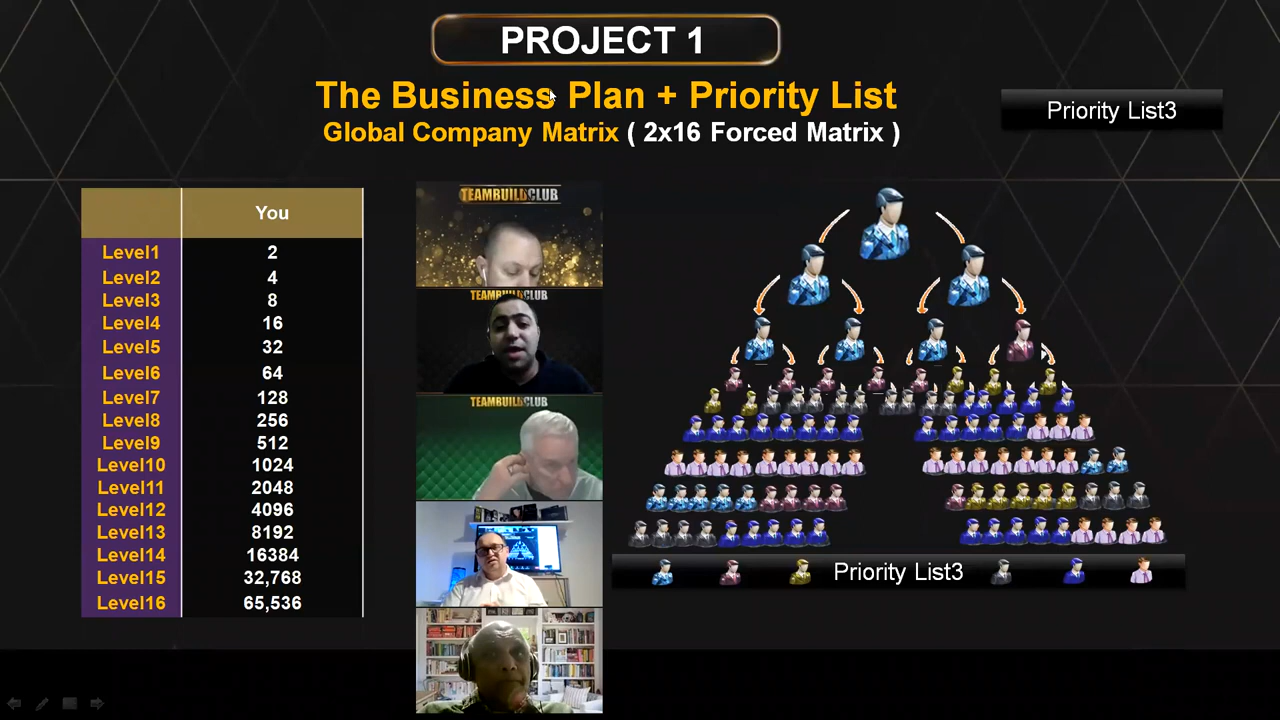 PROJECT 1
The Business Plan + Priority List
Global Company Matrix ( 2x16 Forced Matrix )
Priority List3
You
Level1 2
Level2 4
Level3 8
Level4 16
Level5 32
Level6 64
Level7 128
Level8 256
Level9 512
Level10 1024
Level11 2048
Level12 4096
Level13 8192
Level14 16384
Level15 32,768
Level16 65,536
TEAMBUILDCLUB
TEAMBUILDCLUB
TEAMBUILDCLUB
Priority List3